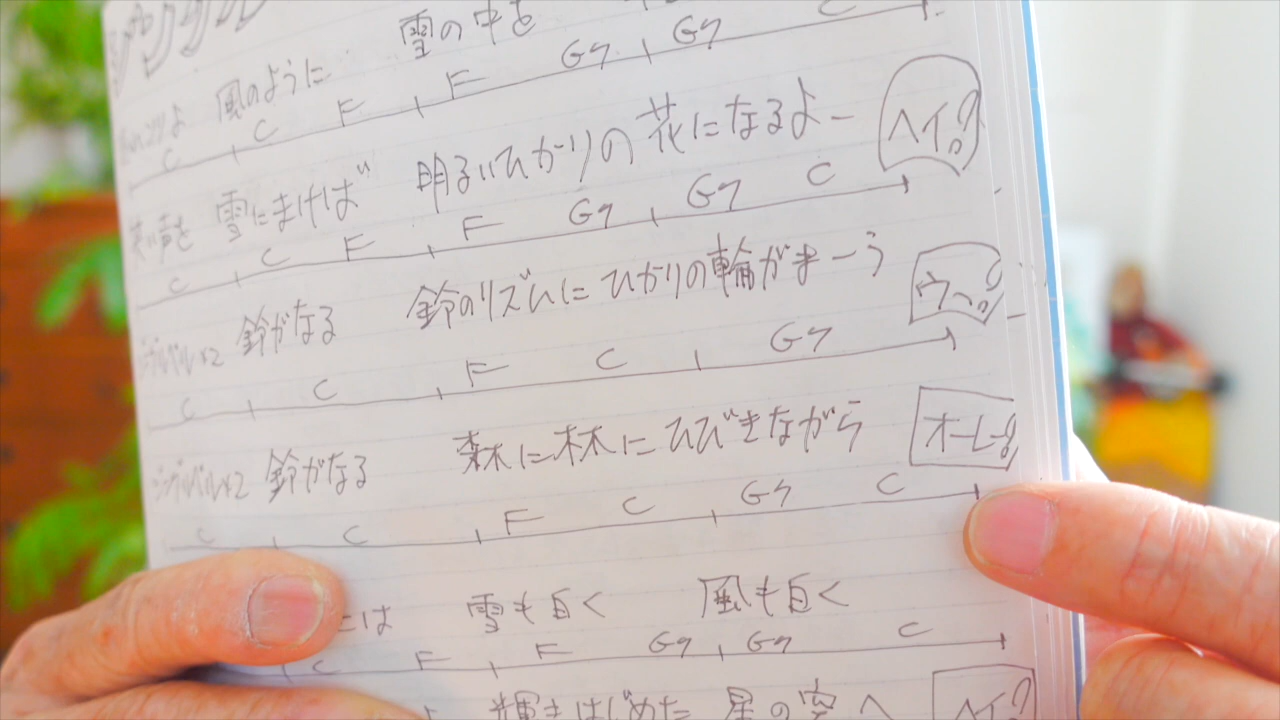 よ 風のように 雪の中を
F F G7 G7 C
C C
笑い声を 雪にまけば 明るいひかりの 花になるよー ヘイ!
C C F F G7 G7 C
ジングルベル×2 鈴がなる 鈴のリズムに ひかりの輪がまーう ウヘ!
C C F C G7
ジングルベル×2 鈴がなる 森に林に ひびきながら オーレー!
C C F C G7 C
には 雪も白く 風も白く
C F F G7 G7 C
輝きはじめた 星の空へ ヘイ!